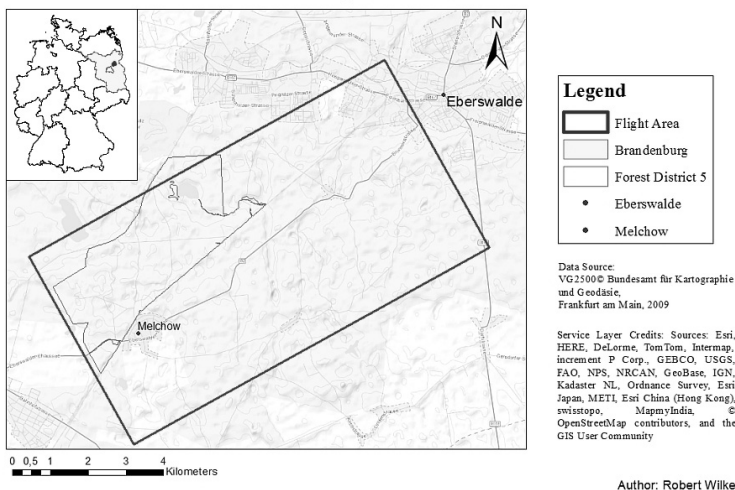 N
Eberswalde
Melchow
0 0,5 1 2 3 4
Kilometers
Legend
Flight Area
Brandenburg
Forest District 5
Eberswalde
Melchow
Data Source:
VG2500© Bundesamt für Kartographie
und Geodäsie,
Frankfurt am Main, 2009
Service Layer Credits: Sources: Esri,
HERE, DeLorme, TomTom, Intermap,
increment P Corp., GEBCO, USGS,
FAO, NPS, NRCAN, GeoBase, IGN,
Kadaster NL, Ordnance Survey, Esri
Japan, METI, Esri China (Hong Kong),
swisstopo, MapmyIndia, ©
OpenStreetMap contributors, and the
GIS User Community
Author: Robert Wilke